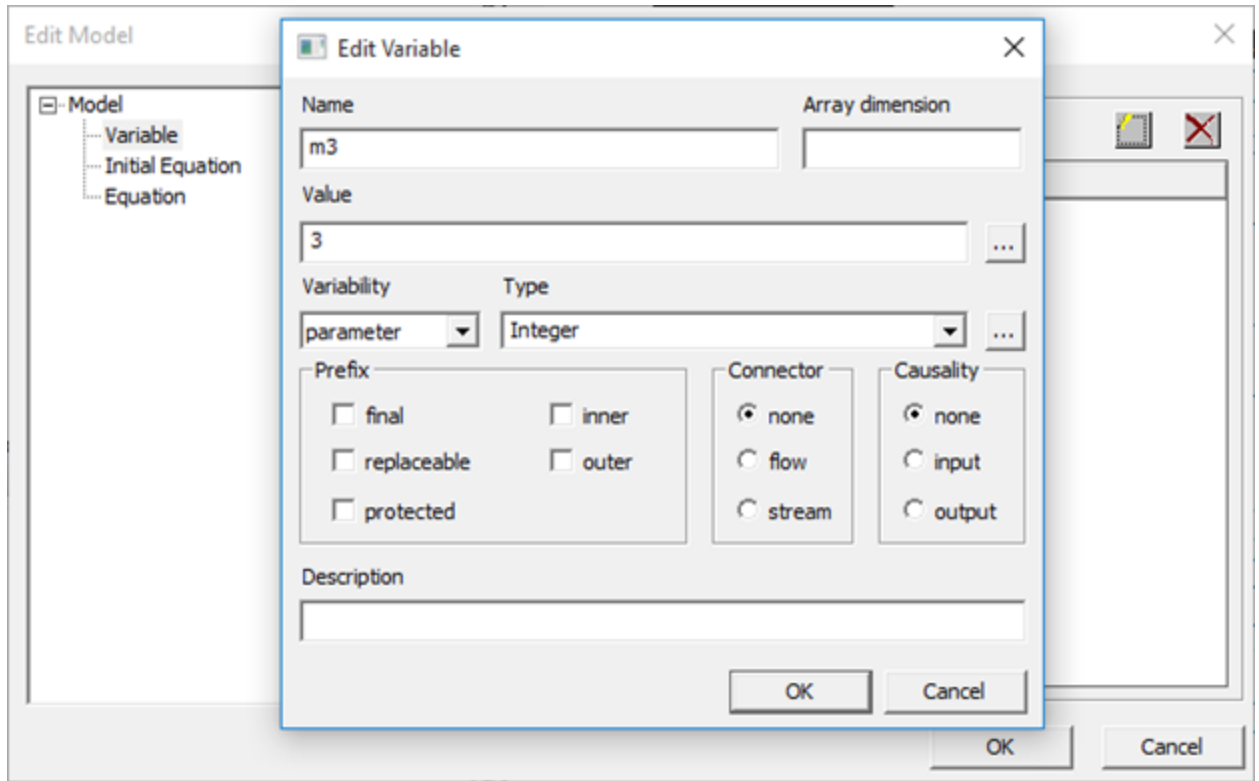 Edit Model
Model
Variable
Initial Equation
Equation
Edit Variable
Name Array dimension
m3
Value
3
...
Variability Type
parameter Integer ...
Prefix Connector Causality
final inner none none
replaceable outer flow input
protected stream output
Description
OK Cancel
OK Cancel